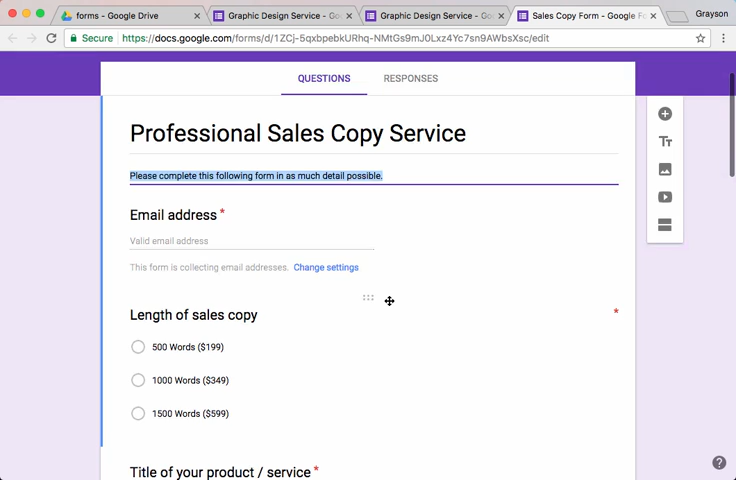 forms - Google Drive
Graphic Design Service - Go
Graphic Design Service - Go
Sales Copy Form - Google Fo
Grayson
Secure
https://docs.google.com/forms/d/1ZCj-5qxbpebkURhq-NMtGs9mJ0Lxz4Yc7sn9AWbsXsc/edit
QUESTIONS
RESPONSES
Professional Sales Copy Service
Please complete this following form in as much detail possible.
Email address *
Valid email address
This form is collecting email addresses. Change settings
Length of sales copy *
500 Words ($199)
1000 Words ($349)
1500 Words ($599)
Title of your product / service *